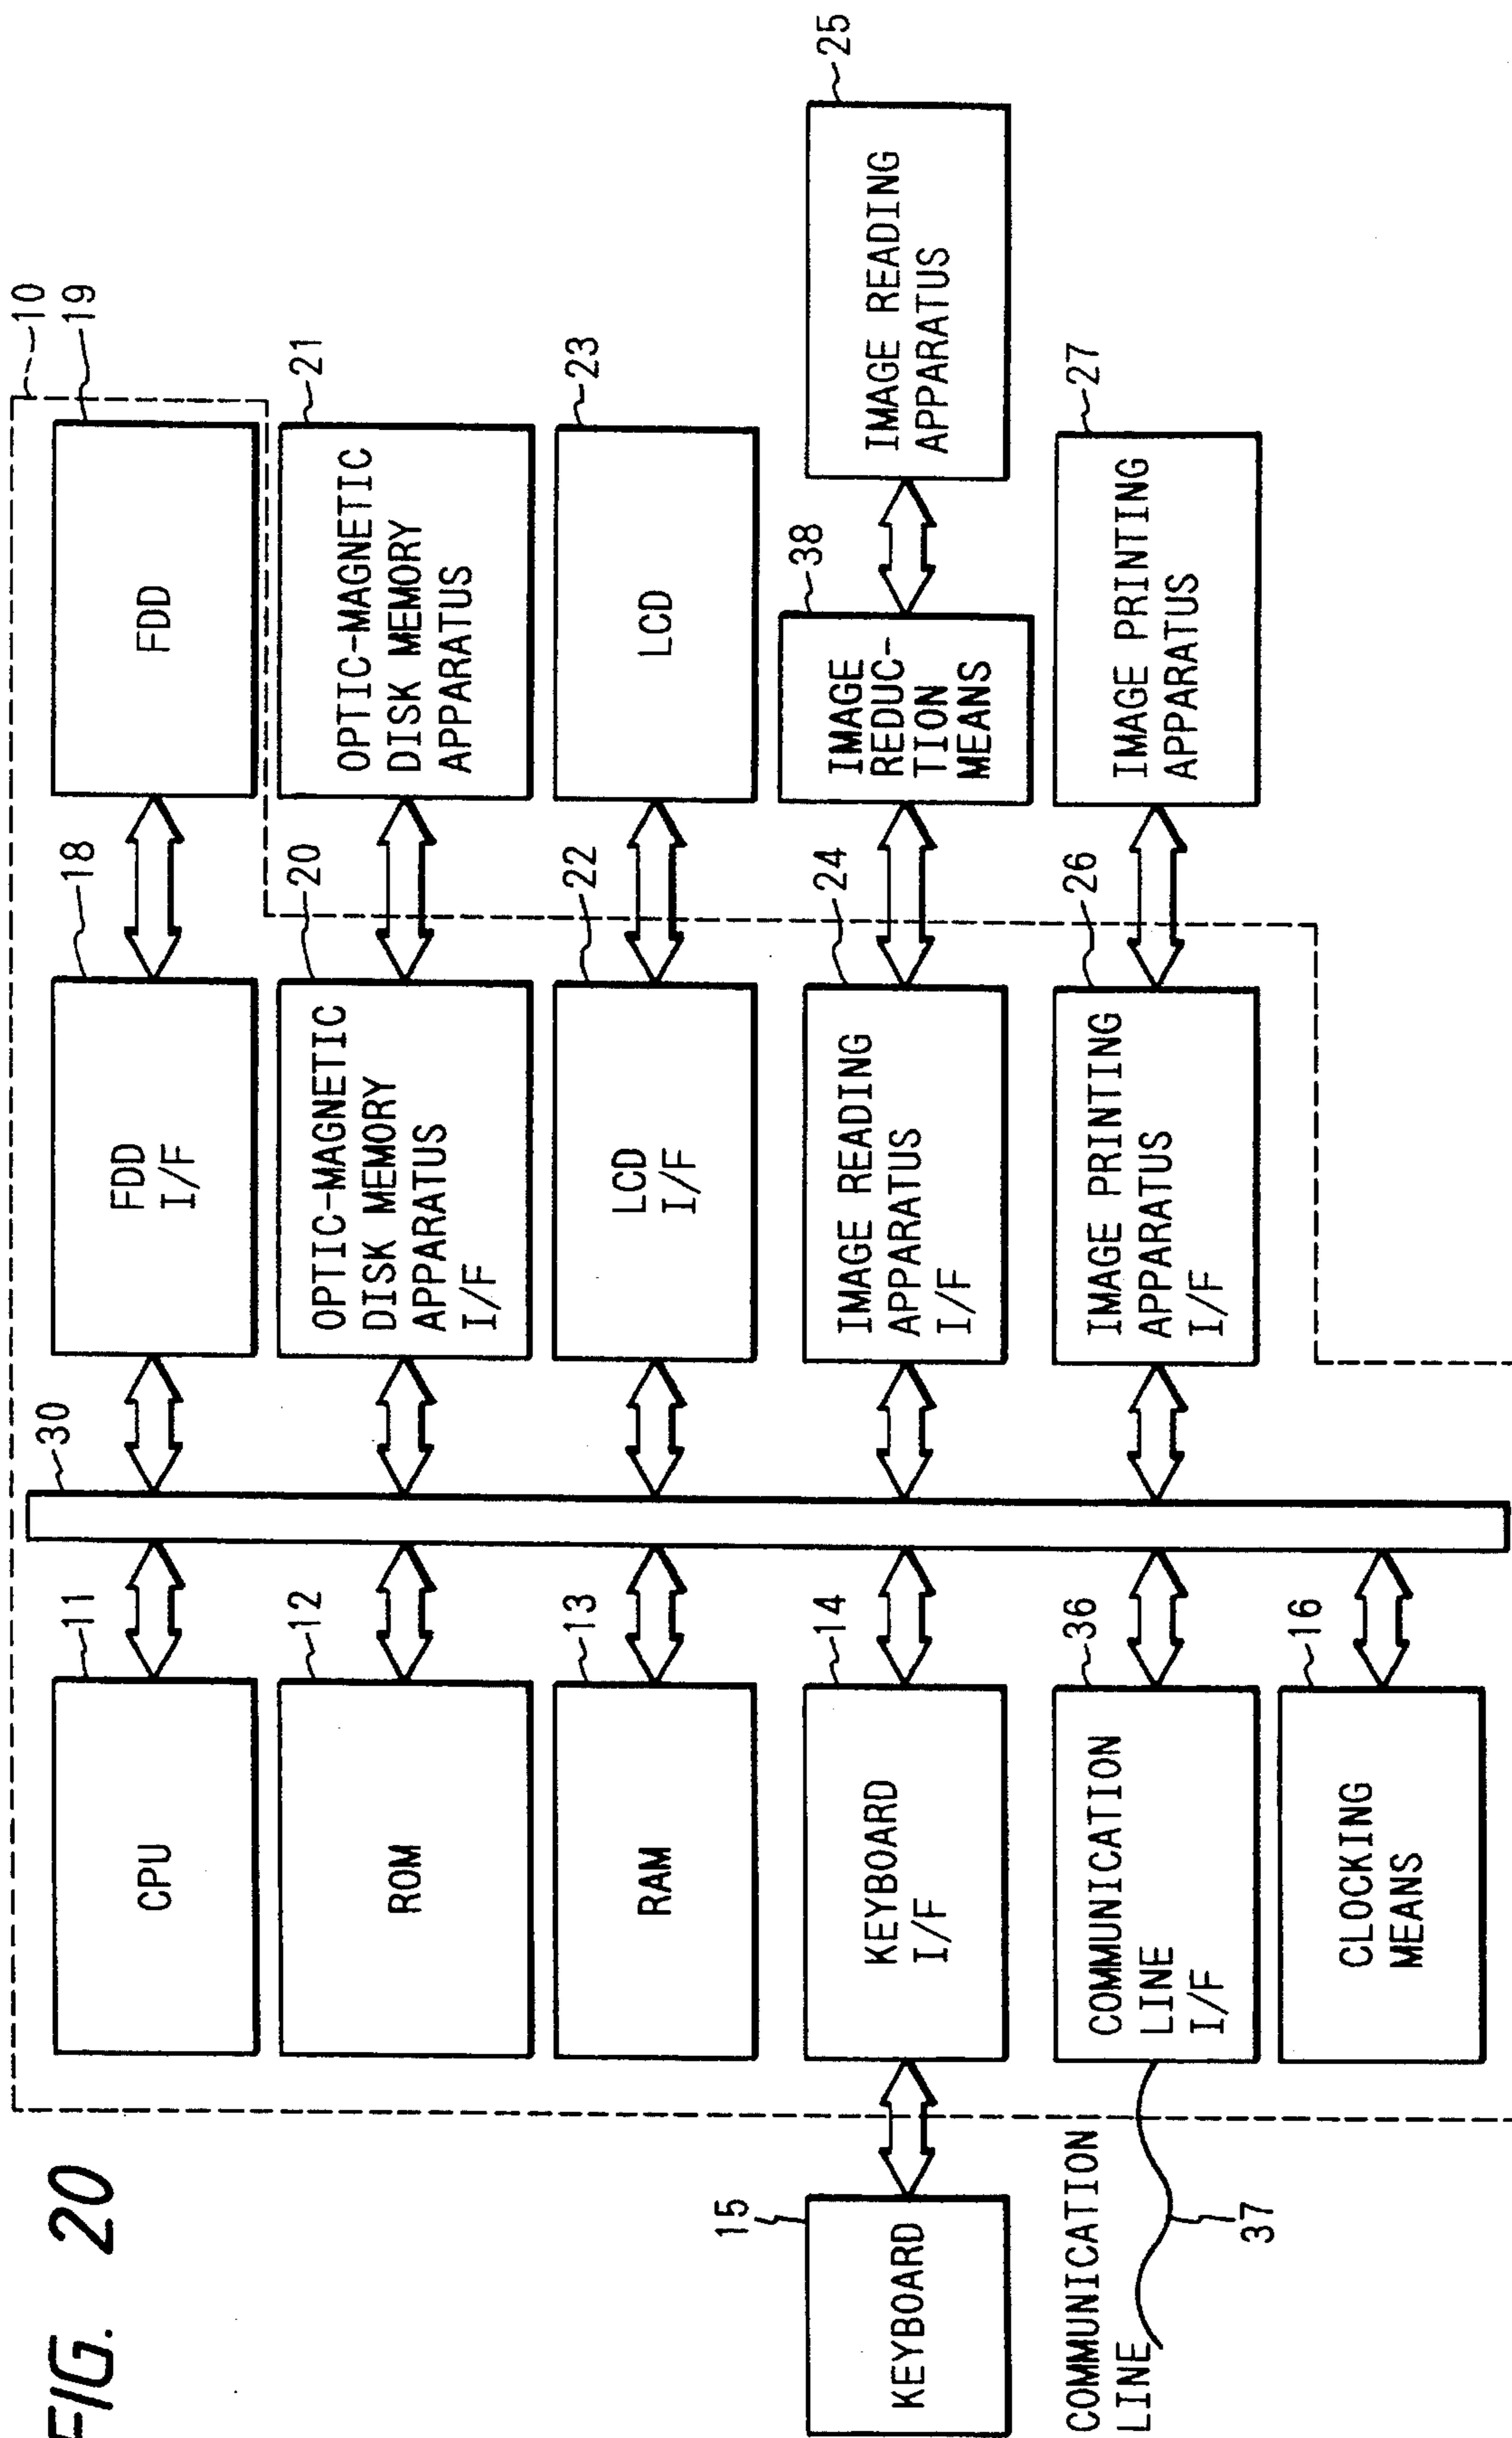 FIG. 20
10
11
CPU
30
18
FDD
I/F
19
FDD
12
ROM
20
OPTIC-MAGNETIC
DISK MEMORY
APPARATUS
I/F
21
OPTIC-MAGNETIC
DISK MEMORY
APPARATUS
13
RAM
22
LCD
I/F
23
LCD
15
KEYBOARD
14
KEYBOARD
I/F
24
IMAGE READING
APPARATUS
I/F
38
IMAGE
REDUC-
TION
MEANS
25
IMAGE READING
APPARATUS
COMMUNICATION
LINE
37
36
COMMUNICATION
LINE
I/F
26
IMAGE PRINTING
APPARATUS
I/F
27
IMAGE PRINTING
APPARATUS
16
CLOCKING
MEANS